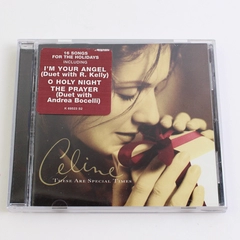 16 SONGS
FOR THE HOLIDAYS
INCLUDING
I'M YOUR ANGEL
(Duet with R. Kelly)
O HOLY NIGHT
THE PRAYER
(Duet with
Andrea Bocelli)
Céline
THESE ARE SPECIAL TIMES